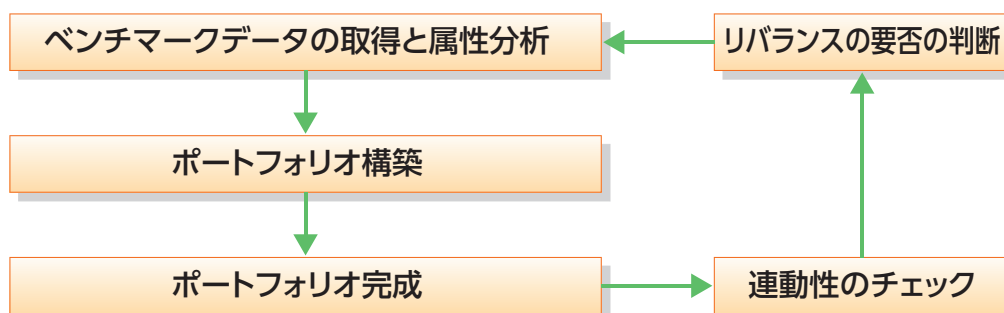 ベンチマークデータの取得と属性分析
リバランスの要否の判断
ポートフォリオ構築
ポートフォリオ完成
連動性のチェック